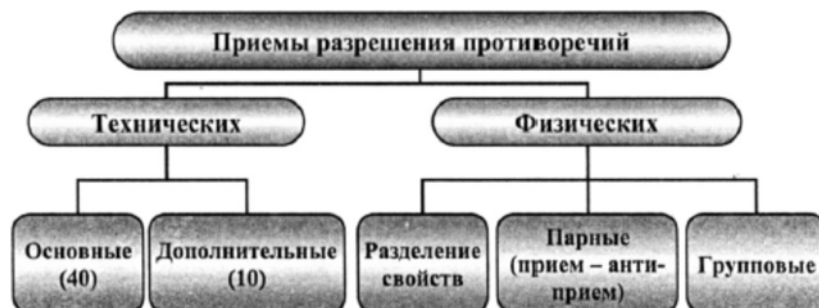 Приемы разрешения противоречий
Технических
Физических
Основные
(40)
Дополнительные
(10)
Разделение
свойств
Парные
(прием – анти-
прием)
Групповые